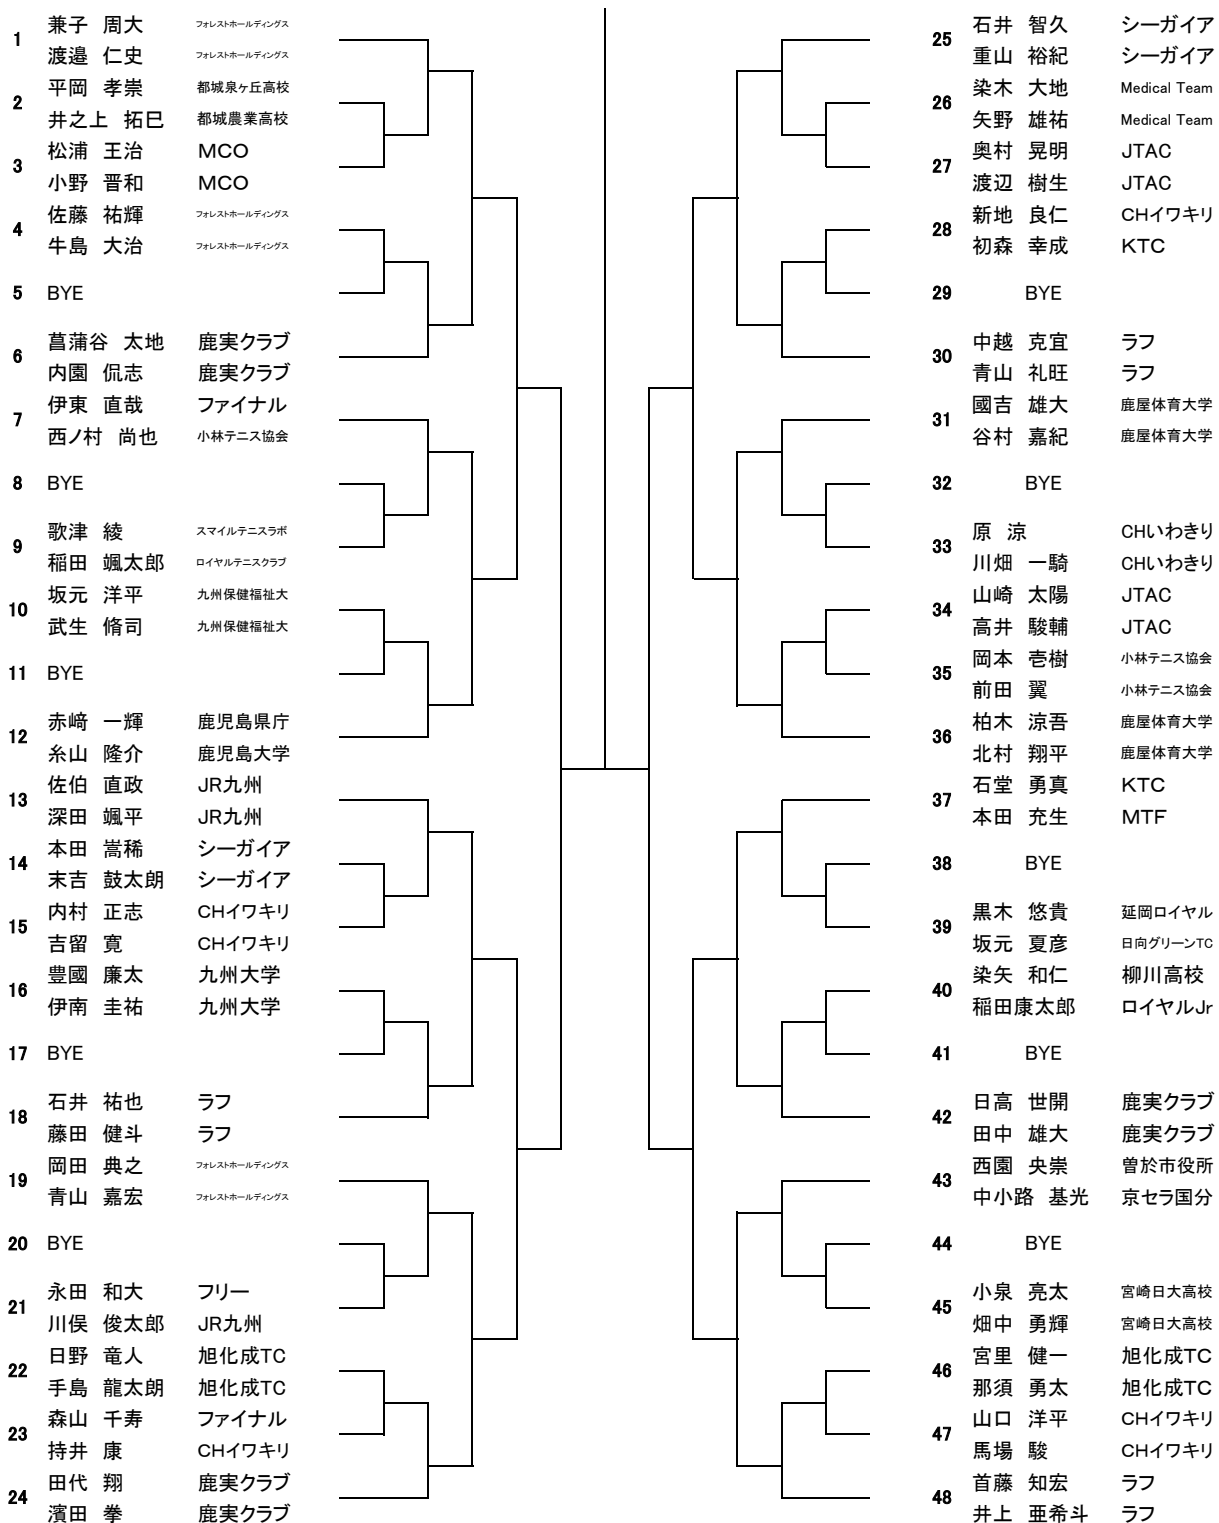 兼子 周大 フォレストホールディングス
1
渡邉 仁史 フォレストホールディングス
平岡 孝崇 都城泉ヶ丘高校
2
井之上 拓巳 都城農業高校
松浦 王治 MCO
3
小野 晋和 MCO
佐藤 祐輝 フォレストホールディングス
4
牛島 大治 フォレストホールディングス
5 BYE
菖蒲谷 太地 鹿実クラブ
6
内園 侃志 鹿実クラブ
伊東 直哉 ファイナル
7
西ノ村 尚也 小林テニス協会
8 BYE
歌津 綾 スマイルテニスラボ
9
稲田 颯太郎 ロイヤルテニスクラブ
坂元 洋平 九州保健福祉大
10
武生 脩司 九州保健福祉大
11 BYE
赤﨑 一輝 鹿児島県庁
12
糸山 隆介 鹿児島大学
佐伯 直政 JR九州
13
深田 颯平 JR九州
本田 嵩稀 シーガイア
14
末吉 鼓太朗 シーガイア
内村 正志 CHイワキリ
15
吉留 寛 CHイワキリ
豊國 廉太 九州大学
16
伊南 圭祐 九州大学
17 BYE
石井 祐也 ラフ
18
藤田 健斗 ラフ
岡田 典之 フォレストホールディングス
19
青山 嘉宏 フォレストホールディングス
20 BYE
永田 和大 フリー
21
川俣 俊太郎 JR九州
日野 竜人 旭化成TC
22
手島 龍太朗 旭化成TC
森山 千寿 ファイナル
23
持井 康 CHイワキリ
田代 翔 鹿実クラブ
24
濱田 拳 鹿実クラブ
石井 智久 シーガイア
25
重山 裕紀 シーガイア
染木 大地 Medical Team
26
矢野 雄祐 Medical Team
奥村 晃明 JTAC
27
渡辺 樹生 JTAC
新地 良仁 CHイワキリ
28
初森 幸成 KTC
29 BYE
中越 克宜 ラフ
30
青山 礼旺 ラフ
國吉 雄大 鹿屋体育大学
31
谷村 嘉紀 鹿屋体育大学
32 BYE
原 涼 CHいわきり
33
川畑 一騎 CHいわきり
山崎 太陽 JTAC
34
高井 駿輔 JTAC
岡本 壱樹 小林テニス協会
35
前田 翼 小林テニス協会
柏木 涼吾 鹿屋体育大学
36
北村 翔平 鹿屋体育大学
石堂 勇真 KTC
37
本田 充生 MTF
38 BYE
黒木 悠貴 延岡ロイヤル
39
坂元 夏彦 日向グリーンTC
染矢 和仁 柳川高校
40
稲田康太郎 ロイヤルJr
41 BYE
日高 世開 鹿実クラブ
42
田中 雄大 鹿実クラブ
西園 央崇 曽於市役所
43
中小路 基光 京セラ国分
44 BYE
小泉 亮太 宮崎日大高校
45
畑中 勇輝 宮崎日大高校
宮里 健一 旭化成TC
46
那須 勇太 旭化成TC
山口 洋平 CHイワキリ
47
馬場 駿 CHイワキリ
首藤 知宏 ラフ
48
井上 亜希斗 ラフ